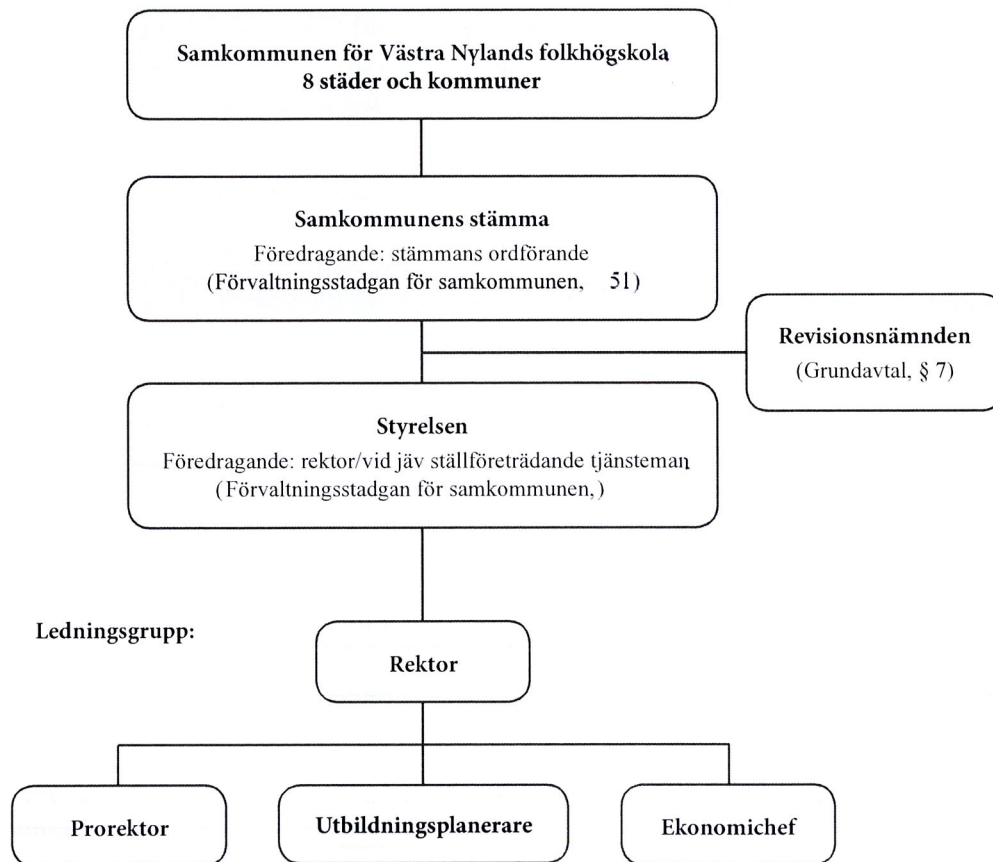 Samkommunen för Västra Nylands folkhögskola
8 städer och kommuner
Samkommunens stämma
Föredragande: stämmans ordförande
(Förvaltningsstadgan för samkommunen, 51)
Revisionsnämnden
(Grundavtal, § 7)
Styrelsen
Föredragande: rektor/vid jäv ställföreträdande tjänsteman
(Förvaltningsstadgan för samkommunen,)
Ledningsgrupp:
Rektor
Prorektor
Utbildningsplanerare
Ekonomichef